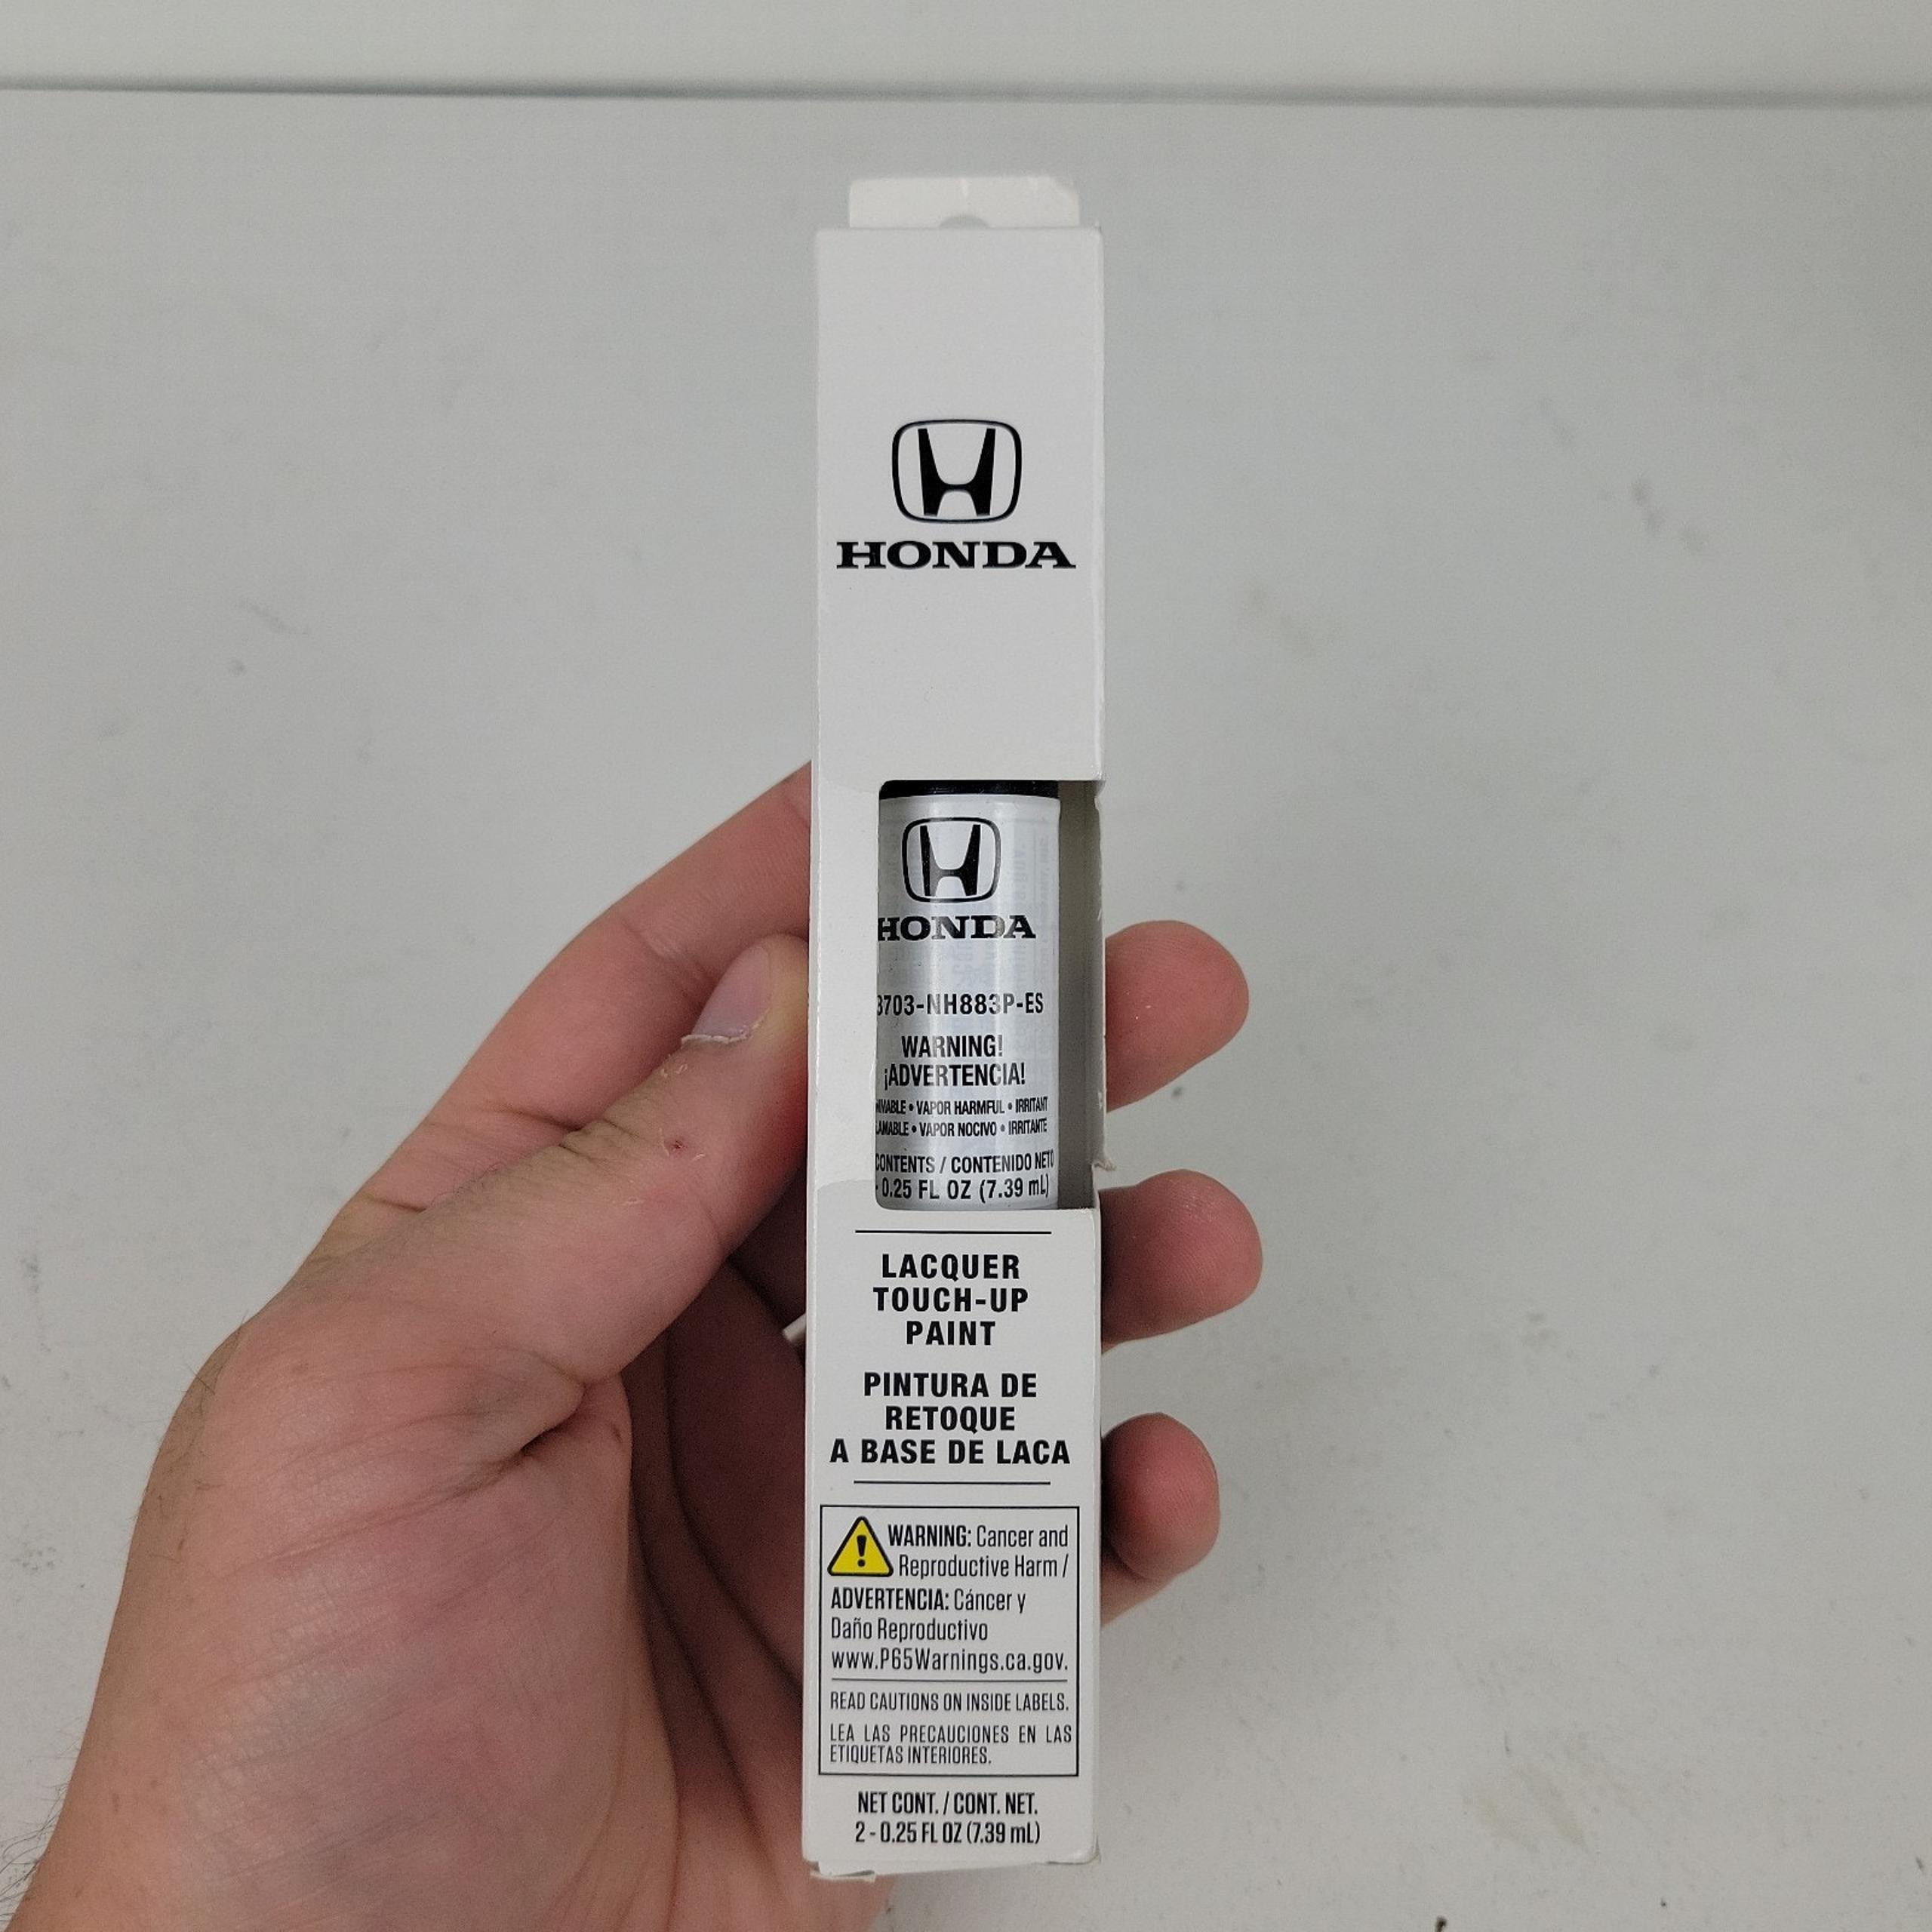 HONDA
HONDA
3703-NH883P-ES
WARNING!
¡ADVERTENCIA!
• VAPOR HARMFUL • IRRITANT
• VAPOR NOCIVO • IRRITANTE
CONTENTS / CONTENIDO NETO
0.25 FL OZ (7.39 mL)
LACQUER
TOUCH-UP
PAINT
PINTURA DE
RETOQUE
A BASE DE LACA
WARNING: Cancer and
Reproductive Harm /
ADVERTENCIA: Cáncer y
Daño Reproductivo
www.P65Warnings.ca.gov.
READ CAUTIONS ON INSIDE LABELS.
LEA LAS PRECAUCIONES EN LAS
ETIQUETAS INTERIORES.
NET CONT. / CONT. NET.
2 - 0.25 FL OZ (7.39 mL)